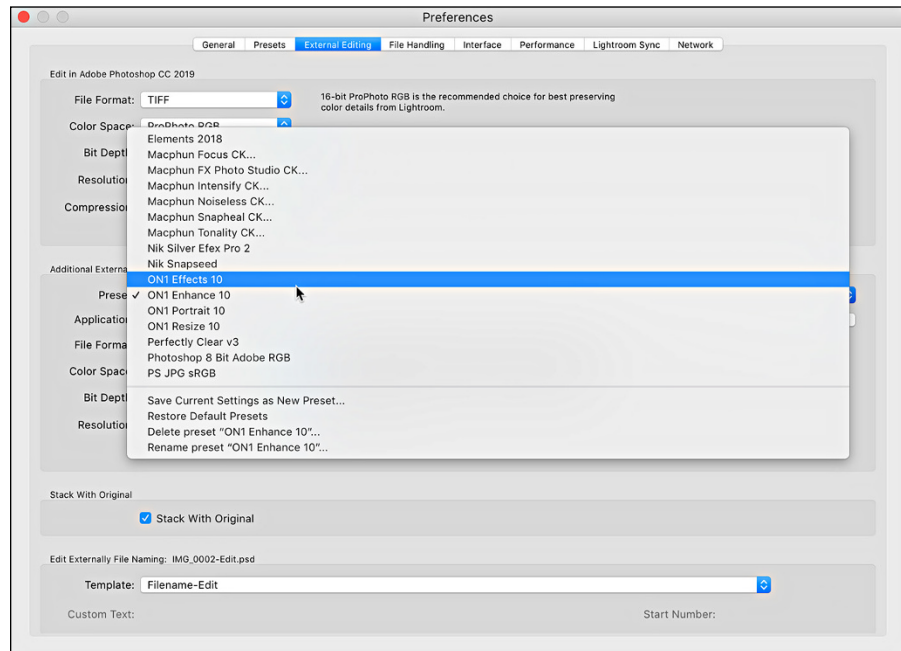 Preferences
General Presets External Editing File Handling Interface Performance Lightroom Sync Network
Edit in Adobe Photoshop CC 2019
File Format: TIFF
16-bit ProPhoto RGB is the recommended choice for best preserving
color details from Lightroom.
Color Space: ProPhoto RGB
Bit Dept
Elements 2018
Macphun Focus CK...
Macphun FX Photo Studio CK...
Resolution
Macphun Intensify CK...
Macphun Noiseless CK...
Compression
Macphun Snapheal CK...
Macphun Tonality CK...
Nik Silver Efex Pro 2
Nik Snapseed
Additional Externa
ON1 Effects 10
Prese ✓ ON1 Enhance 10
ON1 Portrait 10
Application
ON1 Resize 10
File Forma
Perfectly Clear v3
Photoshop 8 Bit Adobe RGB
Color Spac
PS JPG sRGB
Bit Dept
Save Current Settings as New Preset...
Restore Default Presets
Resolution
Delete preset “ON1 Enhance 10”...
Rename preset “ON1 Enhance 10”...
Stack With Original
Stack With Original
Edit Externally File Naming: IMG_0002-Edit.psd
Template: Filename-Edit
Custom Text:
Start Number: